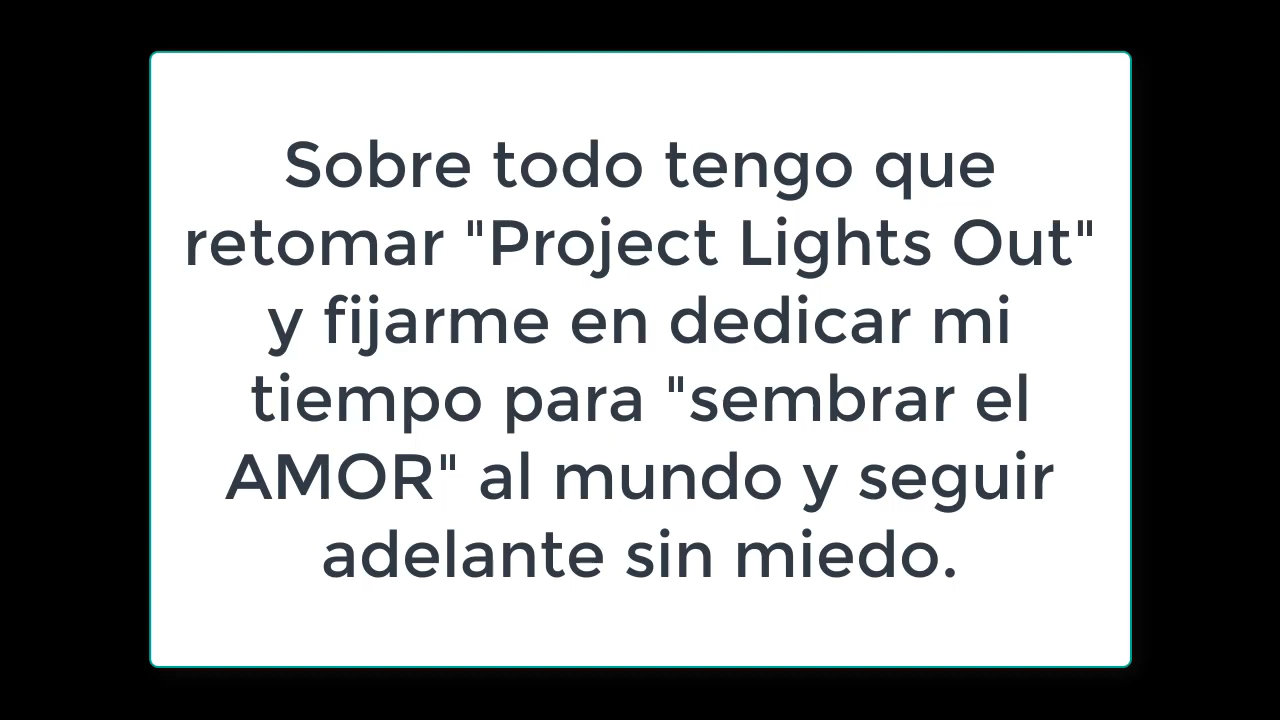 Sobre todo tengo que
retomar "Project Lights Out"
y fijarme en dedicar mi
tiempo para "sembrar el
AMOR" al mundo y seguir
adelante sin miedo.